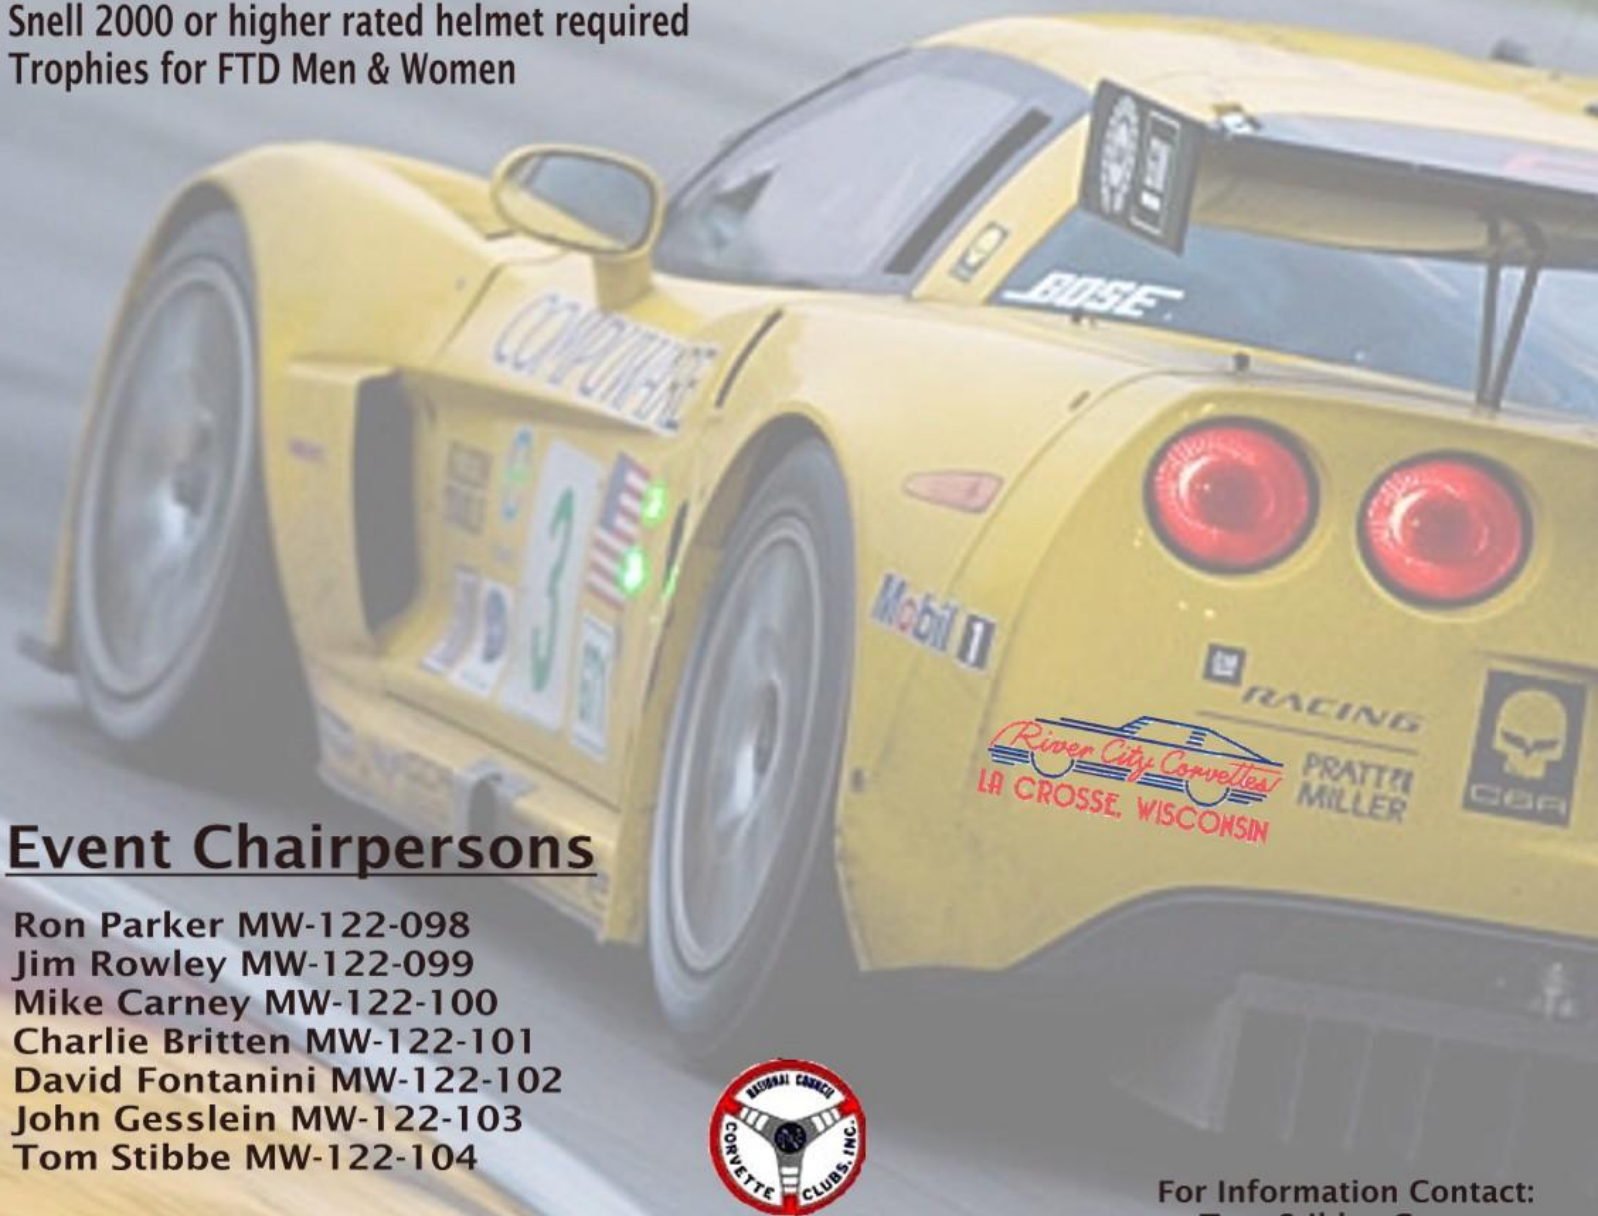 Snell 2000 or higher rated helmet required
Trophies for FTD Men & Women
BOSE
COMPUWARE
3
Mobil 1
GM
RACING
PRATT &
MILLER
River City Corvettes
LA CROSSE, WISCONSIN
Event Chairpersons
Ron Parker MW-122-098
Jim Rowley MW-122-099
Mike Carney MW-122-100
Charlie Britten MW-122-101
David Fontanini MW-122-102
John Gesslein MW-122-103
Tom Stibbe MW-122-104
NATIONAL COUNCIL
CORVETTE CLUBS, INC.
For Information Contact: